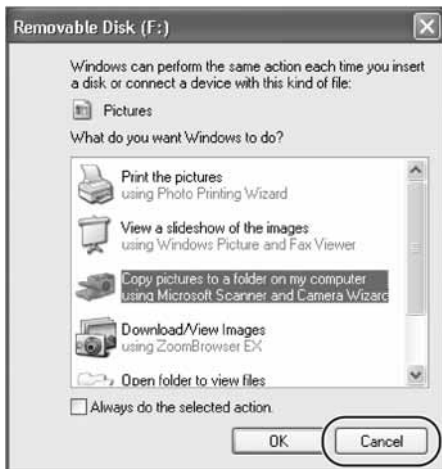 Removable Disk (F:)
Windows can perform the same action each time you insert
a disk or connect a device with this kind of file:
Pictures
What do you want Windows to do?
Print the pictures
using Photo Printing Wizard
View a slideshow of the images
using Windows Picture and Fax Viewer
Copy pictures to a folder on my computer
using Microsoft Scanner and Camera Wizard
Download/View Images
using ZoomBrowser EX
Open folder to view files
Always do the selected action.
OK
Cancel